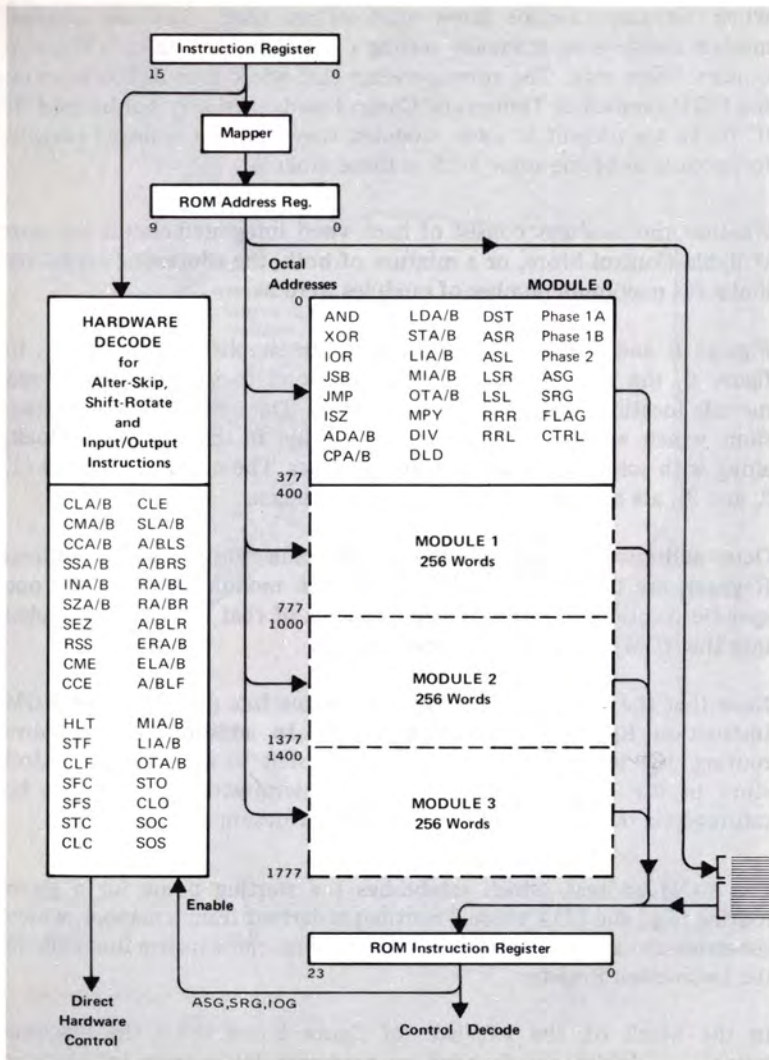 Instruction Register
15 0
Mapper
ROM Address Reg.
9 0
Octal
Addresses
MODULE 0
0
HARDWARE
DECODE
for
Alter-Skip,
Shift-Rotate
and
Input/Output
Instructions
AND LDA/B DST Phase 1A
XOR STA/B ASR Phase 1B
IOR LIA/B ASL Phase 2
JSB MIA/B LSR ASG
JMP OTA/B LSL SRG
ISZ MPY RRR FLAG
ADA/B DIV RRL CTRL
CPA/B DLD
377
400
CLA/B CLE
CMA/B SLA/B
CCA/B A/BLS
SSA/B A/BRS
INA/B RA/BL
SZA/B RA/BR
SEZ A/BLR
RSS ERA/B
CME ELA/B
CCE A/BLF
HLT MIA/B
STF LIA/B
CLF OTA/B
SFC STO
SFS CLO
STC SOC
CLC SOS
MODULE 1
256 Words
777
1000
MODULE 2
256 Words
1377
1400
MODULE 3
256 Words
1777
Enable
ROM Instruction Register
23 0
ASG,SRG,IOG
Direct
Hardware
Control
Control Decode